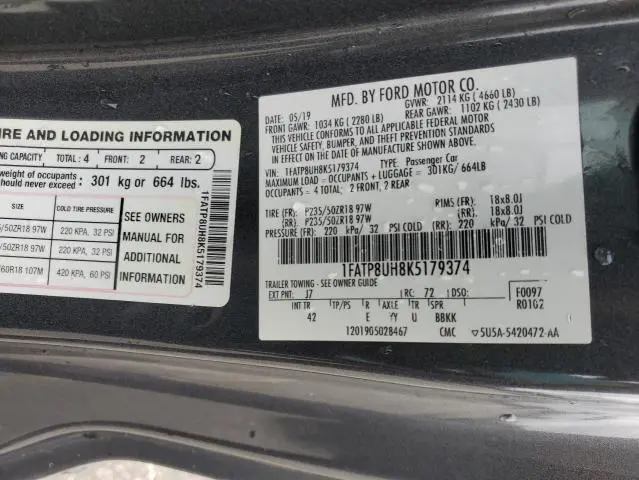 IRE AND LOADING INFORMATION
NG CAPACITY TOTAL: 4 FRONT: 2 REAR: 2
weight of occupants
hould never exceed: 301 kg or 664 lbs.
SIZE COLD TIRE PRESSURE
/50ZR18 97W 220 KPA, 32 PSI
/50ZR18 97W 220 KPA, 32 PSI
/60R18 107M 420 KPA, 60 PSI
SEE OWNERS
MANUAL FOR
ADDITIONAL
INFORMATION
1FATP8UH8K5179374
MFD. BY FORD MOTOR CO.
DATE: 05/19 GVWR: 2114 KG ( 4660 LB)
FRONT GAWR: 1034 KG ( 2280 LB) REAR GAWR: 1102 KG ( 2430 LB)
THIS VEHICLE CONFORMS TO ALL APPLICABLE FEDERAL MOTOR
VEHICLE SAFETY, BUMPER, AND THEFT PREVENTION STANDARDS
IN EFFECT ON THE DATE OF MANUFACTURE SHOWN ABOVE.
VIN: 1FATP8UH8K5179374 TYPE: Passenger Car
MAXIMUM LOAD = OCCUPANTS + LUGGAGE = 301KG/ 664LB
OCCUPANTS = 4 TOTAL: 2 FRONT, 2 REAR
TIRE (FR): P235/50ZR18 97W RIMS (FR): 18x8.0J
(RR): P235/50ZR18 97W (RR): 18x8.0J
PRESSURE (FR): 220 kPa/ 32 PSI COLD (RR): 220 kPa/ 32 PSI COLD
1FATP8UH8K5179374
TRAILER TOWING - SEE OWNER GUIDE
EXT PNT: J7 RC: 72 DSO: F0097
INT TR TP/PS R AXLE TR SPR R0102
42 E YY U BBKK
1201905028467 CMC 5U5A-5420472-AA